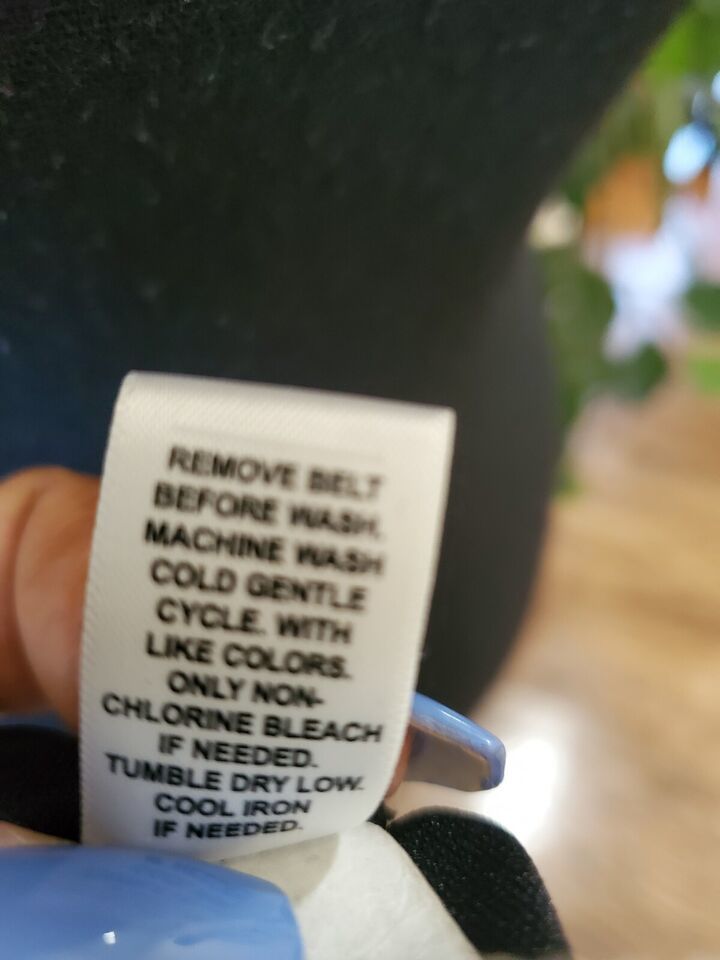 REMOVE BELT
BEFORE WASH.
MACHINE WASH
COLD GENTLE
CYCLE. WITH
LIKE COLORS.
ONLY NON-
CHLORINE BLEACH
IF NEEDED.
TUMBLE DRY LOW.
COOL IRON
IF NEEDED.